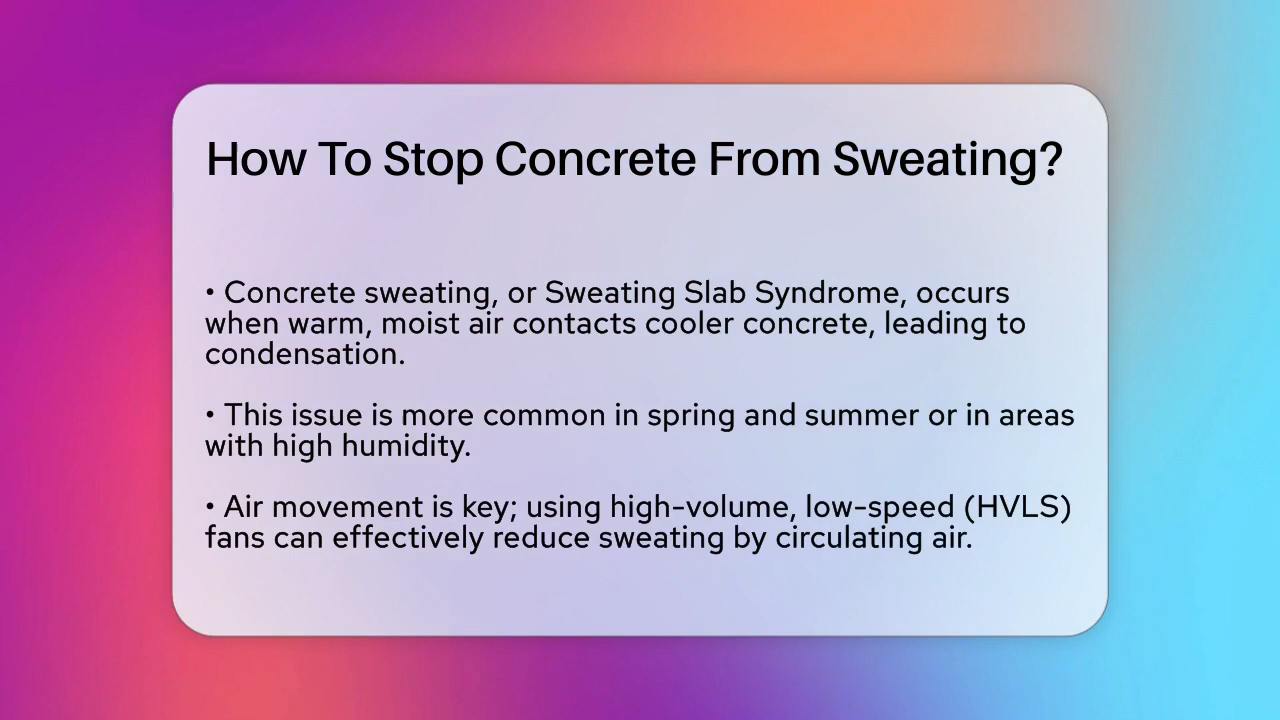 How To Stop Concrete From Sweating?
• Concrete sweating, or Sweating Slab Syndrome, occurs
when warm, moist air contacts cooler concrete, leading to
condensation.
• This issue is more common in spring and summer or in areas
with high humidity.
• Air movement is key; using high-volume, low-speed (HVLS)
fans can effectively reduce sweating by circulating air.